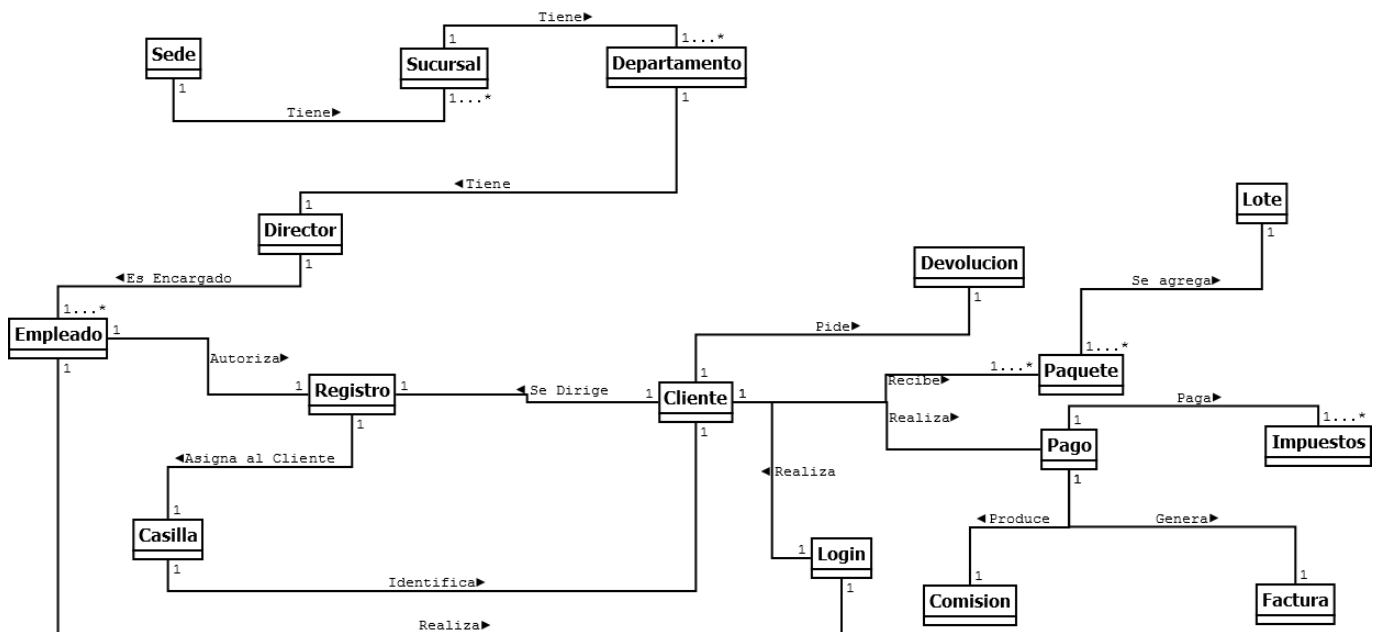 Tiene►
1
1...*
Sede
Sucursal
Departamento
1
1...*
1
Tiene►
◄Tiene
1
Director
1
◄Es Encargado
1...*
Empleado
1
1
Autoriza►
1
Registro
1
1
◄Se Dirige
1
Cliente
1
1
1
Devolucion
1
Pide►
Lote
1
Se agrega►
1...*
Recibe►
1...*
Paquete
Realiza►
Paga►
1
1...*
Pago
Impuestos
1
◄Asigna al Cliente
1
Casilla
1
Identifica►
◄Realiza
1
Login
1
Realiza►
◄Produce
Genera►
1
Comision
1
Factura